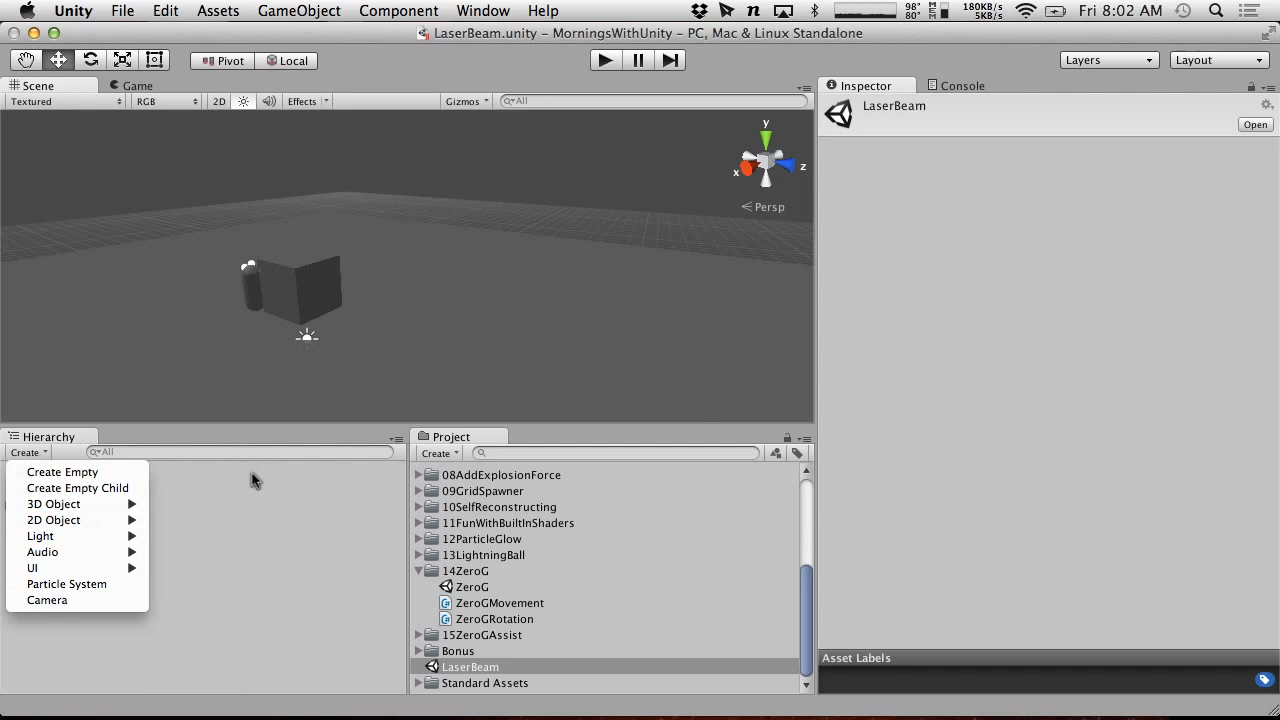 Unity File Edit Assets GameObject Component Window Help 98° 80° MEM 180KB/S 5KB/S Fri 8:02 AM
LaserBeam.unity - MorningsWithUnity - PC, Mac & Linux Standalone
Pivot Local Layers Layout
Scene Game Inspector Console
Textured RGB 2D Effects Gizmos All
LaserBeam
Open
y
x z
Persp
Hierarchy Project
Create All Create
Create Empty
Create Empty Child
3D Object
2D Object
Light
Audio
UI
Particle System
Camera
08AddExplosionForce
09GridSpawner
10SelfReconstructing
11FunWithBuiltInShaders
12ParticleGlow
13LightningBall
14ZeroG
ZeroG
ZeroGMovement
ZeroGRotation
15ZeroGAssist
Bonus
LaserBeam
Standard Assets
Asset Labels